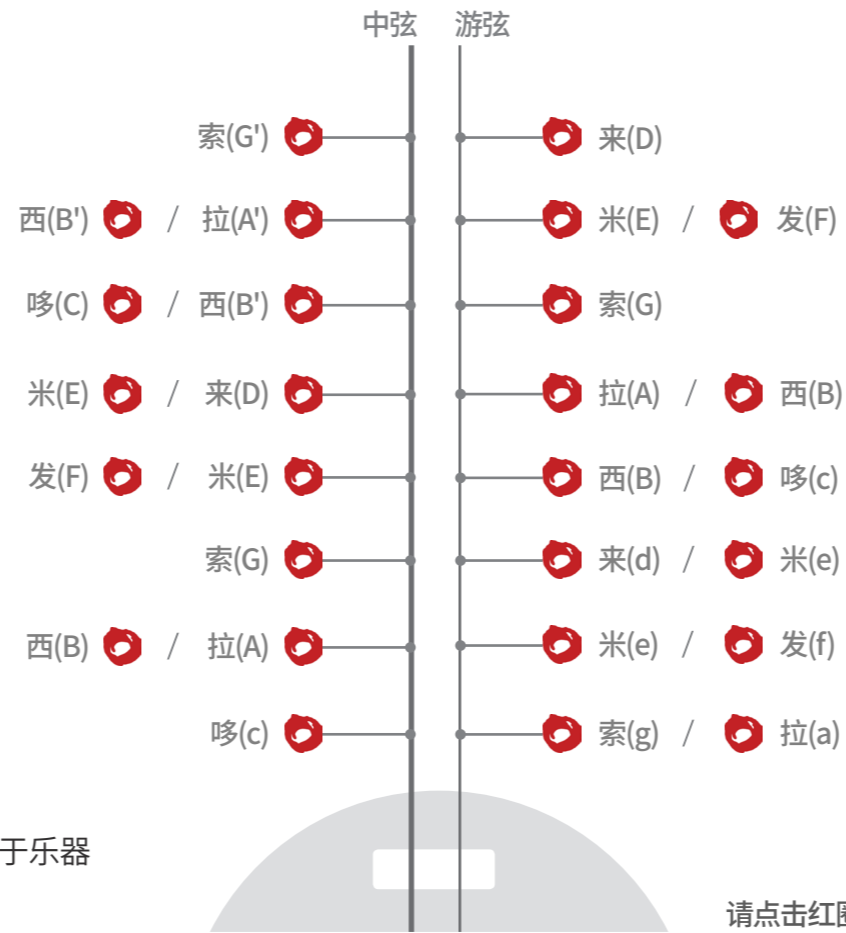 中弦 游弦
索(G') 来(D)
西(B') / 拉(A') 米(E) / 发(F)
哆(C) / 西(B') 索(G)
米(E) / 来(D) 拉(A) / 西(B)
发(F) / 米(E) 西(B) / 哆(c)
索(G) 来(d) / 米(e)
西(B) / 拉(A) 米(e) / 发(f)
哆(c) 索(g) / 拉(a)
于乐器
请点击红圈